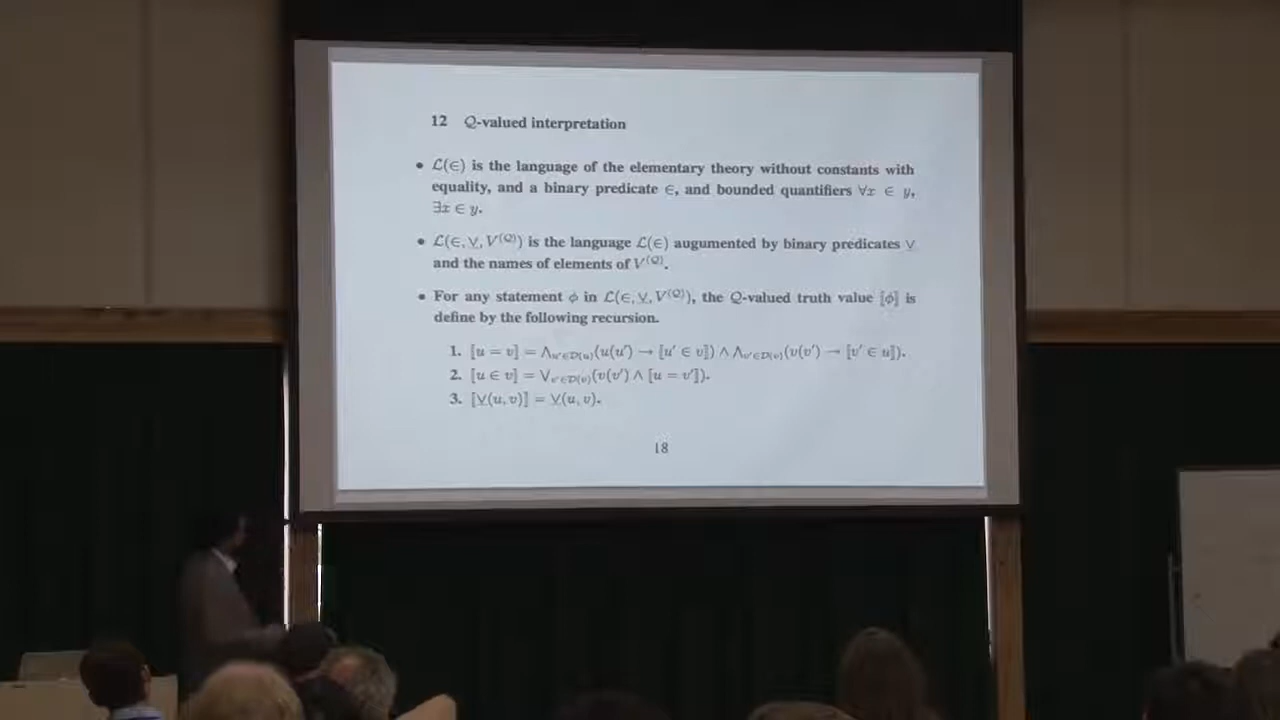 12 𝒬-valued interpretation
• ℒ(∈) is the language of the elementary theory without constants with
equality, and a binary predicate ∈, and bounded quantifiers ∀x ∈ y,
∃x ∈ y.
• ℒ(∈, ⊻, V^(𝒬)) is the language ℒ(∈) augumented by binary predicates ⊻
and the names of elements of V^(𝒬).
• For any statement ϕ in ℒ(∈, ⊻, V^(𝒬)), the 𝒬-valued truth value ⟦ϕ⟧ is
define by the following recursion.
1. ⟦u = v⟧ = ⋀_{u′∈𝒟(u)}(u(u′) → ⟦u′ ∈ v⟧) ∧ ⋀_{v′∈𝒟(v)}(v(v′) → ⟦v′ ∈ u⟧).
2. ⟦u ∈ v⟧ = ⋁_{v′∈𝒟(v)}(v(v′) ∧ ⟦u = v′⟧).
3. ⟦⊻(u, v)⟧ = ⊻(u, v).
18